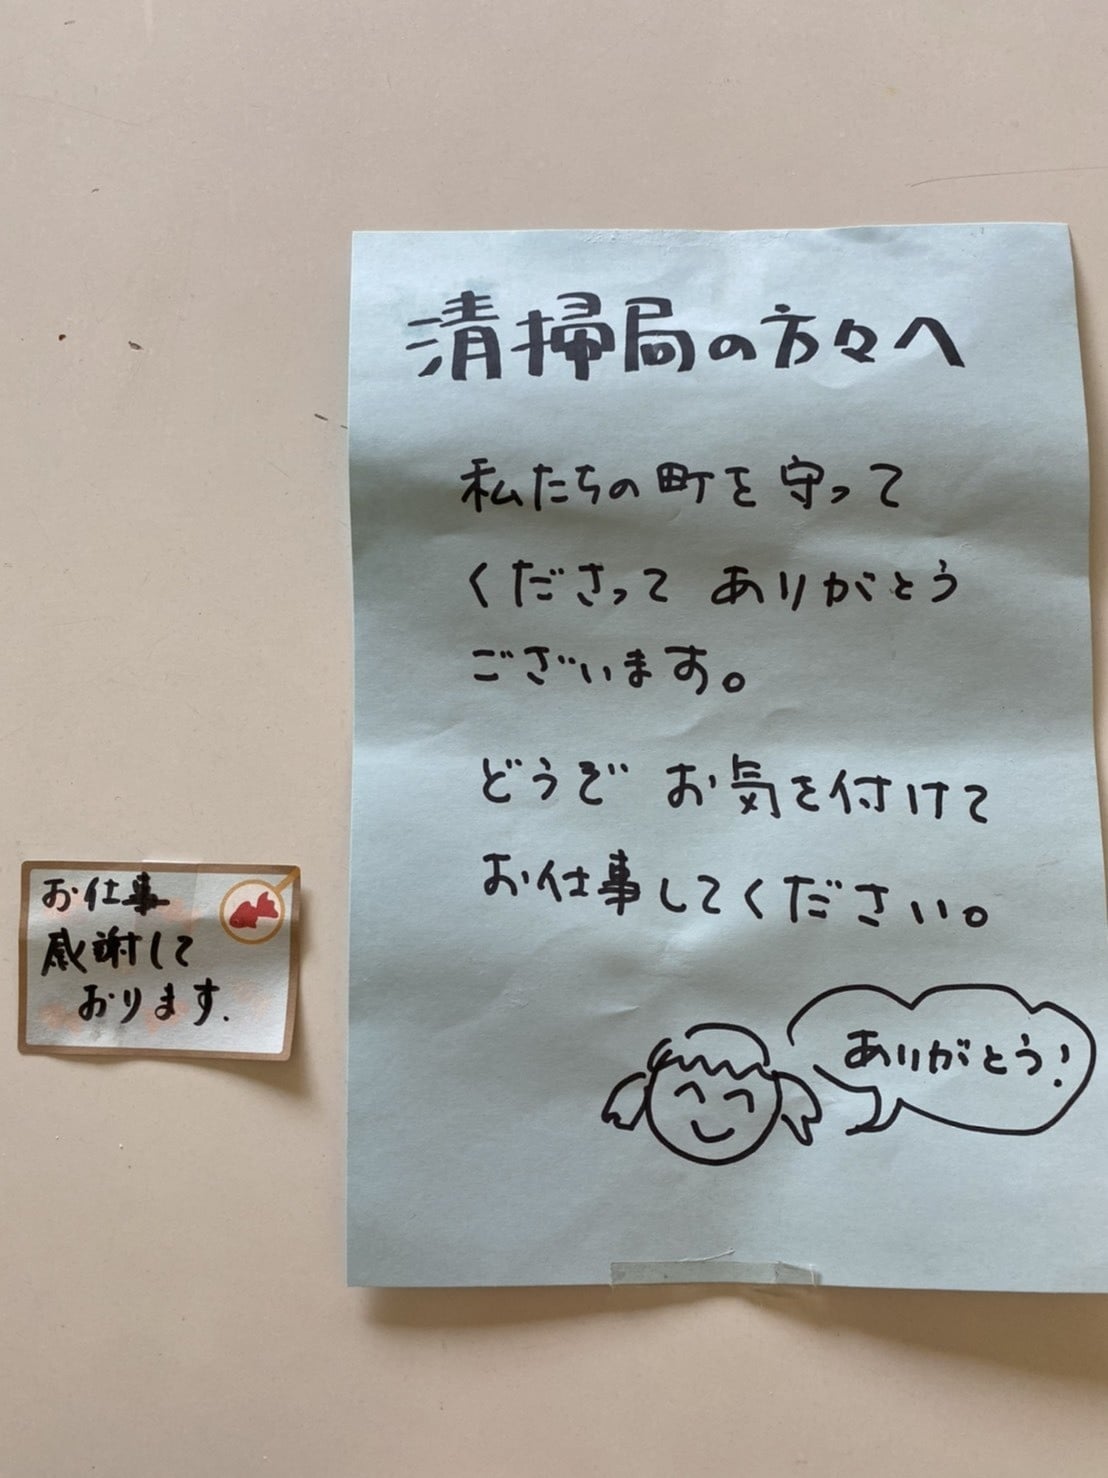 清掃局の方々へ
私たちの町を守って
くださって ありがとう
ございます。
どうぞ お気を付けて
お仕事してください。
ありがとう!
お仕事
感謝して
おります.